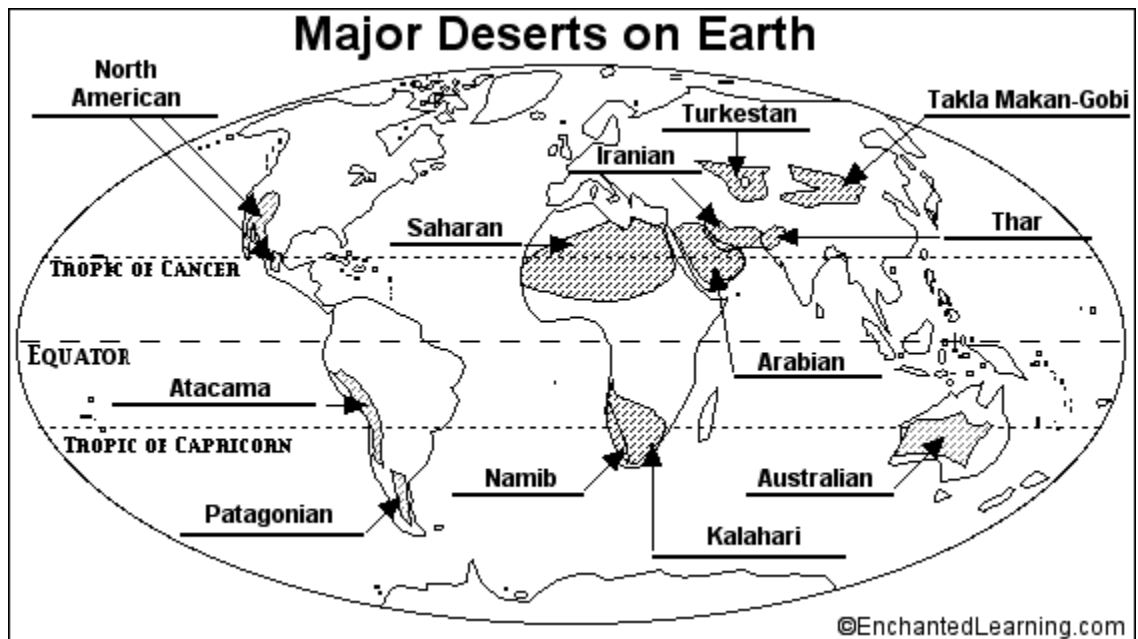 Major Deserts on Earth
North
American
Turkestan
Takla Makan-Gobi
Iranian
Saharan
Thar
TROPIC OF CANCER
EQUATOR
Arabian
Atacama
TROPIC OF CAPRICORN
Namib
Australian
Patagonian
Kalahari
©EnchantedLearning.com